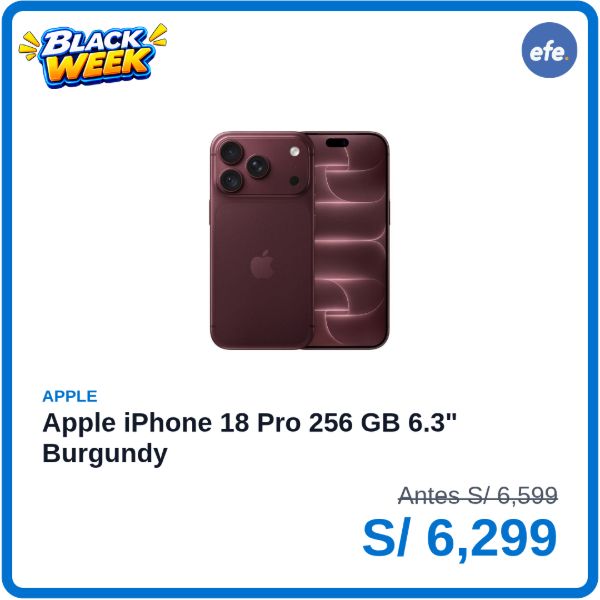 BLACK
WEEK
efe.
APPLE
Apple iPhone 18 Pro 256 GB 6.3"
Burgundy
Antes S/ 6,599
S/ 6,299